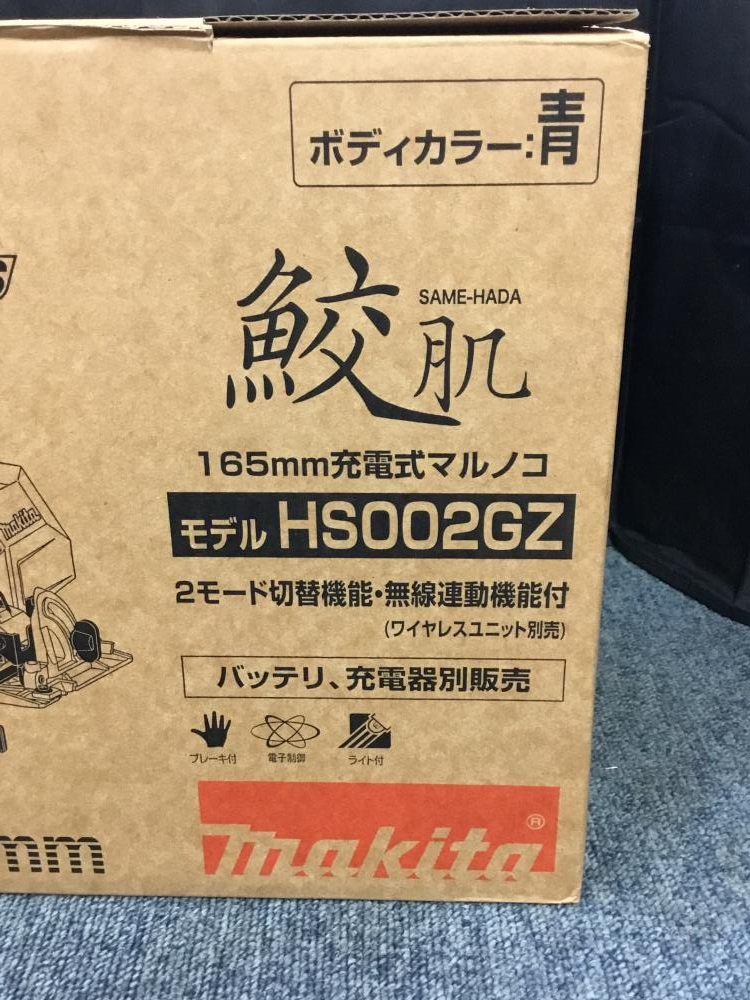 ボディカラー:青
鮫肌
SAME-HADA
165mm充電式マルノコ
モデル HS002GZ
2モード切替機能・無線連動機能付
(ワイヤレスユニット別売)
バッテリ、充電器別販売
ブレーキ付 電子制御 ライト付
makita
makita®
mm